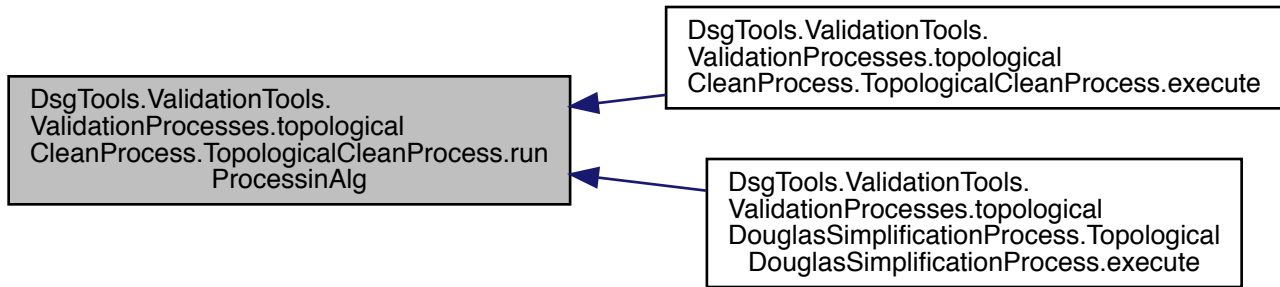 DsgTools.ValidationTools.
ValidationProcesses.topological
CleanProcess.TopologicalCleanProcess.run
ProcessinAlg
DsgTools.ValidationTools.
ValidationProcesses.topological
CleanProcess.TopologicalCleanProcess.execute
DsgTools.ValidationTools.
ValidationProcesses.topological
DouglasSimplificationProcess.Topological
DouglasSimplificationProcess.execute